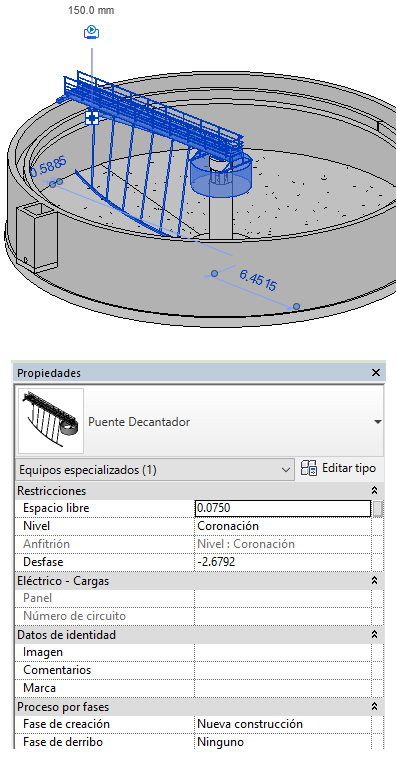 150.0 mm
0.5885
6.4515
Propiedades
Puente Decantador
Equipos especializados (1)
Editar tipo
Restricciones
Espacio libre 0.0750
Nivel Coronación
Anfitrión Nivel : Coronación
Desfase -2.6792
Eléctrico - Cargas
Panel
Número de circuito
Datos de identidad
Imagen
Comentarios
Marca
Proceso por fases
Fase de creación Nueva construcción
Fase de derribo Ninguno